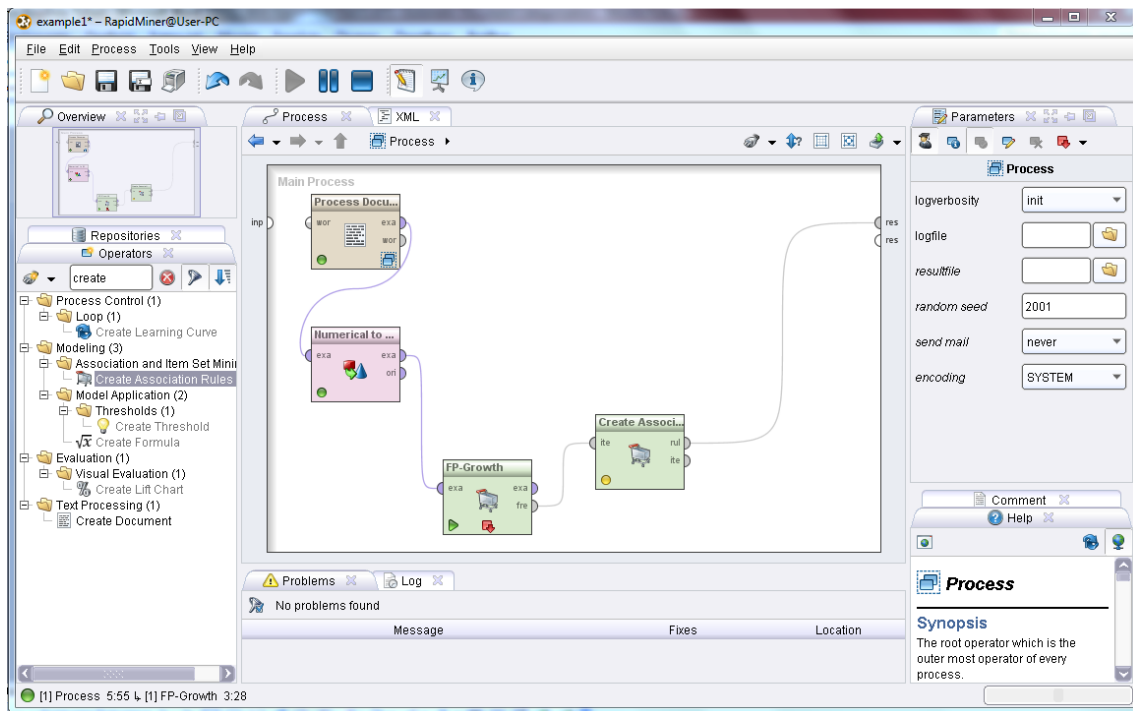 example1* – RapidMiner@User-PC
File Edit Process Tools View Help
Overview
Process
XML
Parameters
Process
Process
Main Process
logverbosity
init
logfile
resultfile
random seed
2001
send mail
never
encoding
SYSTEM
Repositories
Operators
create
Process Control (1)
Loop (1)
Create Learning Curve
Modeling (3)
Association and Item Set Mini
Create Association Rules
Model Application (2)
Thresholds (1)
Create Threshold
Create Formula
Evaluation (1)
Visual Evaluation (1)
Create Lift Chart
Text Processing (1)
Create Document
inp
Process Docu...
wor
exa
wor
res
res
Numerical to ...
exa
exa
ori
FP-Growth
exa
exa
fre
Create Associ...
ite
rul
ite
Problems
Log
No problems found
Message
Fixes
Location
Comment
Help
Process
Synopsis
The root operator which is the
outer most operator of every
process.
[1] Process 5:55 ↳ [1] FP-Growth 3:28